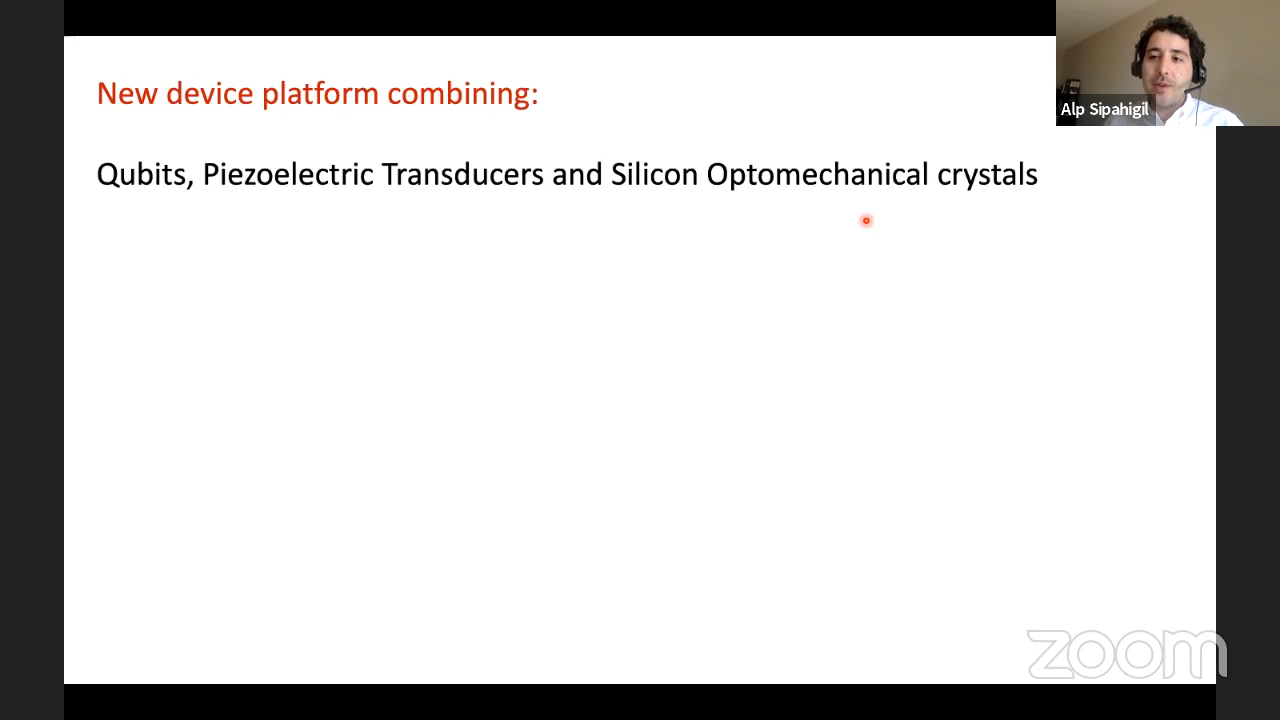 New device platform combining:
Qubits, Piezoelectric Transducers and Silicon Optomechanical crystals
Alp Sipahigil
zoom